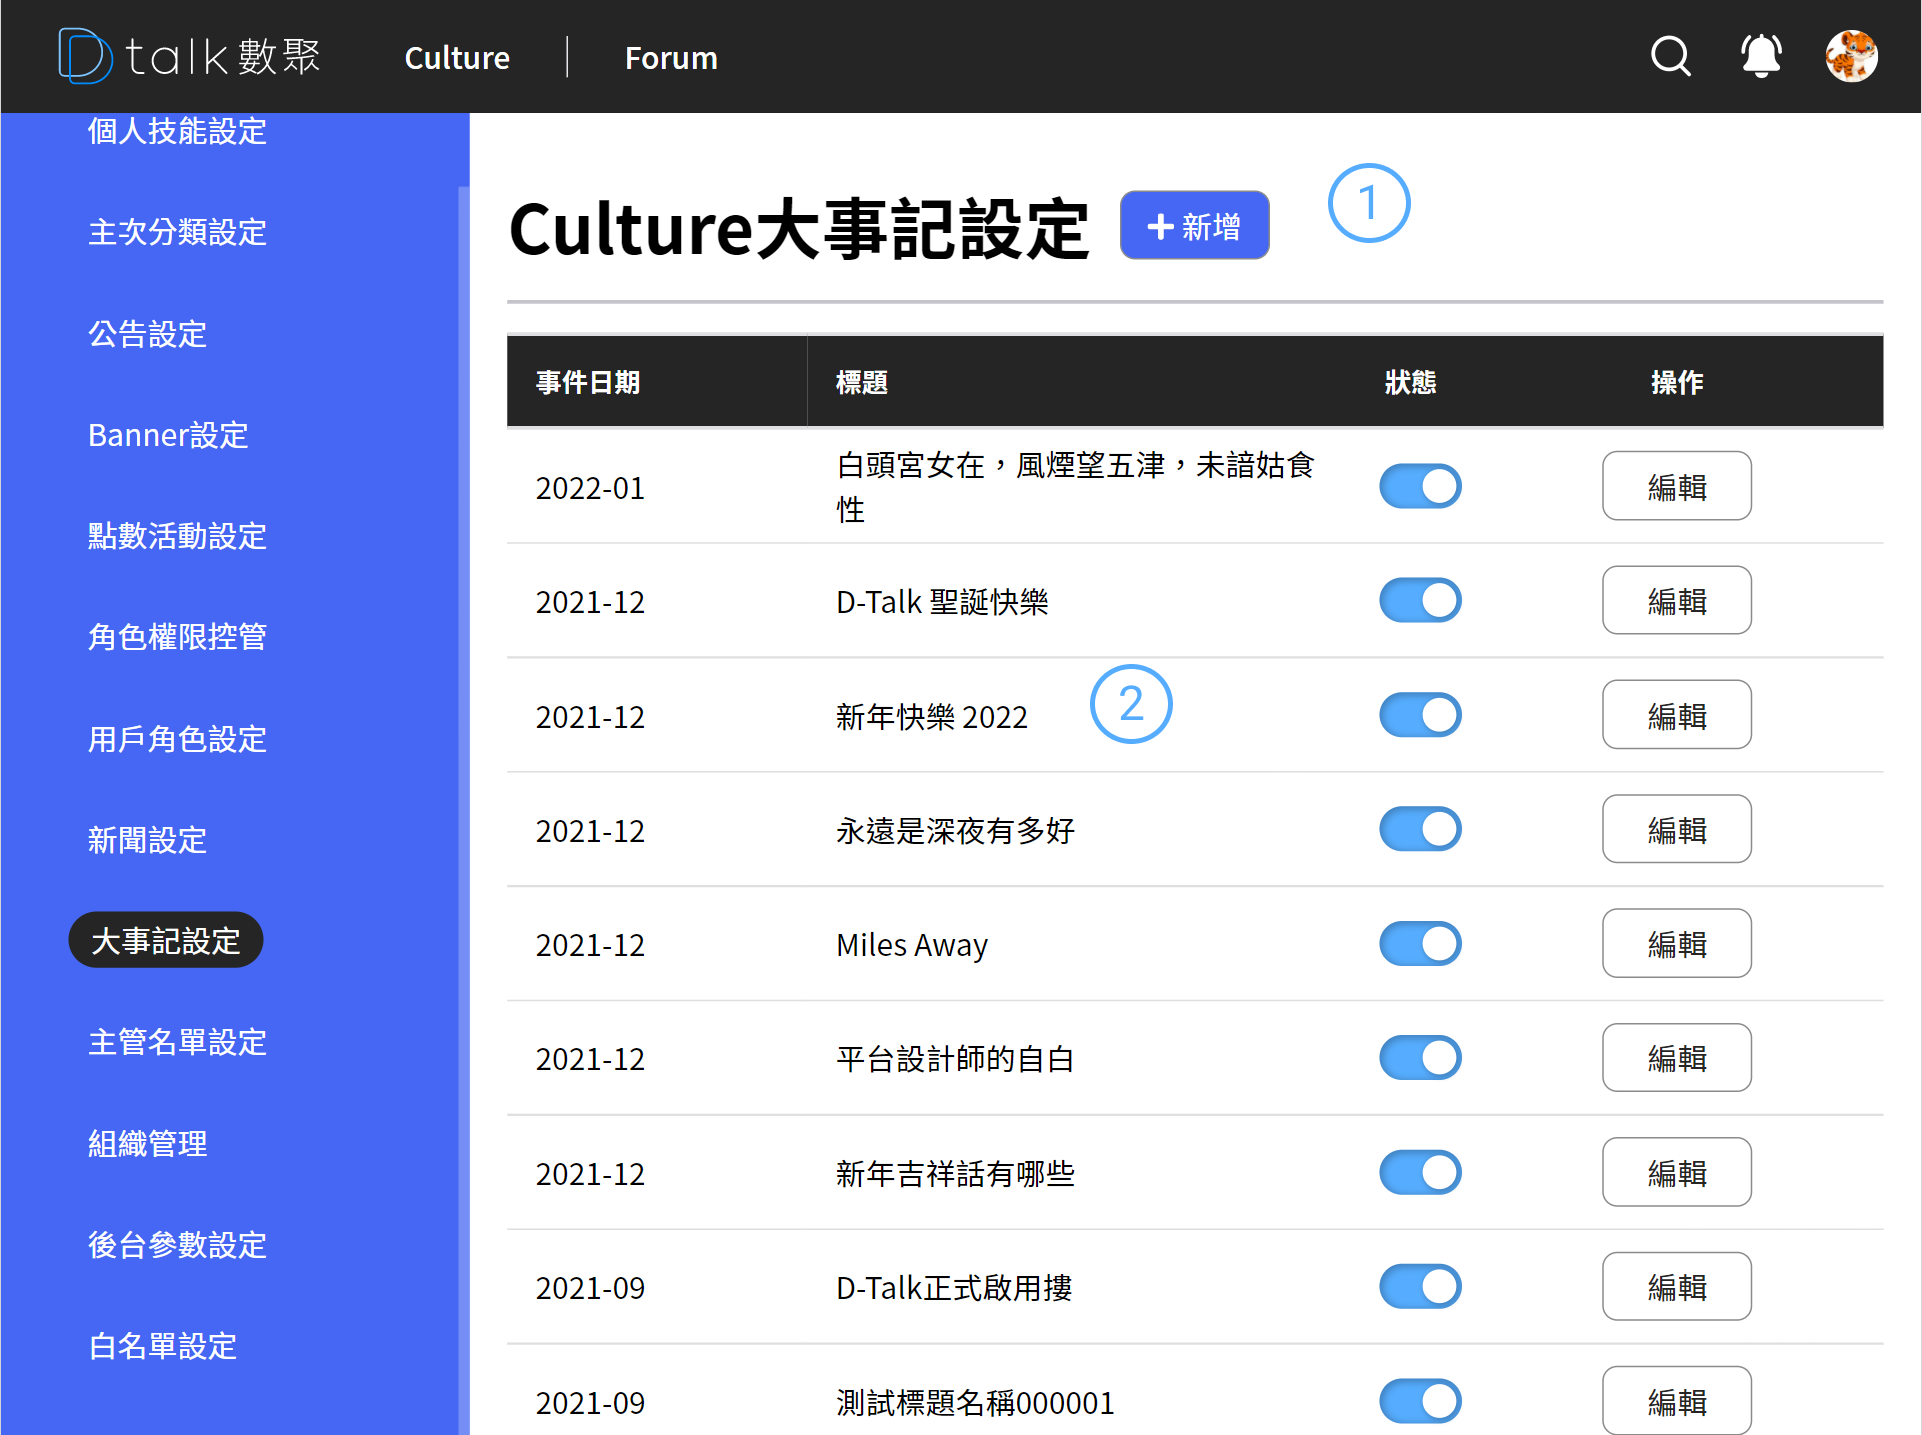 D talk 數聚
Culture
Forum
個人技能設定
主次分類設定
公告設定
Banner設定
點數活動設定
角色權限控管
用戶角色設定
新聞設定
大事記設定
主管名單設定
組織管理
後台參數設定
白名單設定
Culture大事記設定
+ 新增
1
事件日期 標題 狀態 操作
2022-01 白頭宮女在，風煙望五津，未諳姑食 編輯
性
2021-12 D-Talk 聖誕快樂 編輯
2021-12 新年快樂 2022 2 編輯
2021-12 永遠是深夜有多好 編輯
2021-12 Miles Away 編輯
2021-12 平台設計師的自白 編輯
2021-12 新年吉祥話有哪些 編輯
2021-09 D-Talk正式啟用摟 編輯
2021-09 測試標題名稱000001 編輯